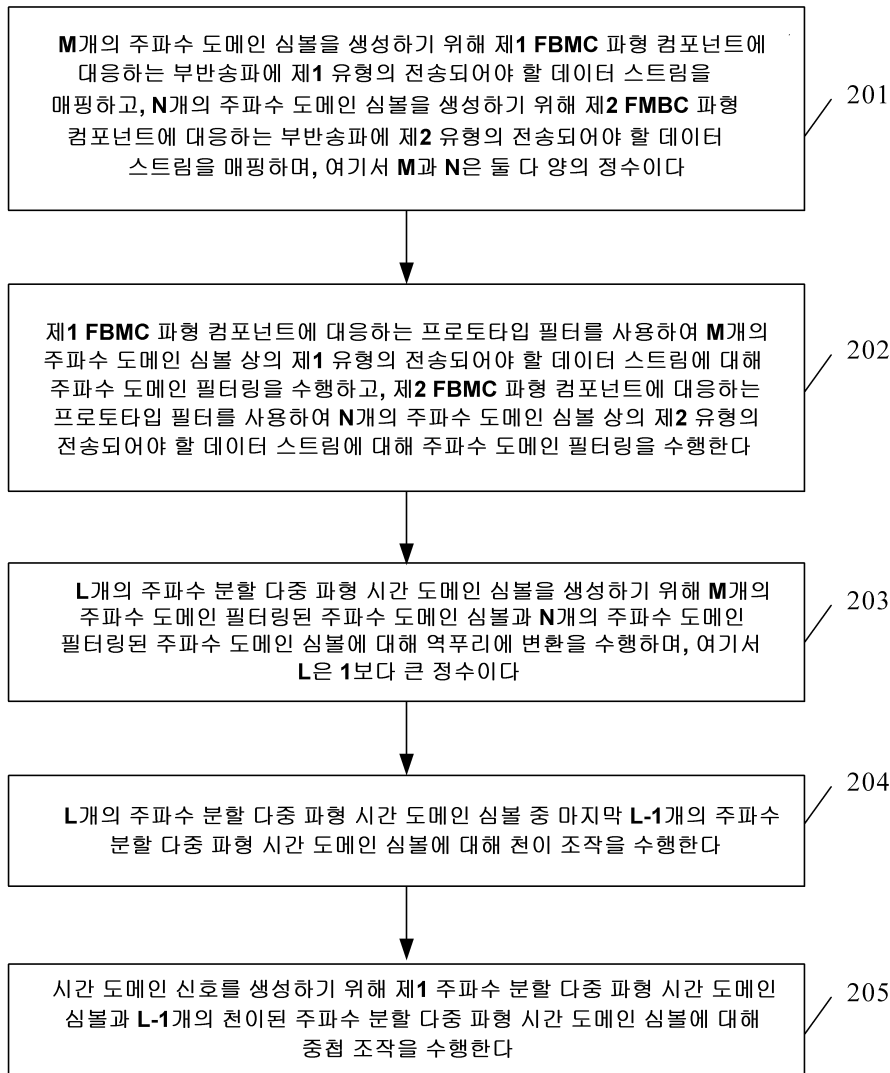 M개의 주파수 도메인 심볼을 생성하기 위해 제1 FBMC 파형 컴포넌트에
대응하는 부반송파에 제1 유형의 전송되어야 할 데이터 스트림을
매핑하고, N개의 주파수 도메인 심볼을 생성하기 위해 제2 FMBC 파형
컴포넌트에 대응하는 부반송파에 제2 유형의 전송되어야 할 데이터
스트림을 매핑하며, 여기서 M과 N은 둘 다 양의 정수이다
201
제1 FBMC 파형 컴포넌트에 대응하는 프로토타입 필터를 사용하여 M개의
주파수 도메인 심볼 상의 제1 유형의 전송되어야 할 데이터 스트림에 대해
주파수 도메인 필터링을 수행하고, 제2 FBMC 파형 컴포넌트에 대응하는
프로토타입 필터를 사용하여 N개의 주파수 도메인 심볼 상의 제2 유형의
전송되어야 할 데이터 스트림에 대해 주파수 도메인 필터링을 수행한다
202
L개의 주파수 분할 다중 파형 시간 도메인 심볼을 생성하기 위해 M개의
주파수 도메인 필터링된 주파수 도메인 심볼과 N개의 주파수 도메인
필터링된 주파수 도메인 심볼에 대해 역푸리에 변환을 수행하며, 여기서
L은 1보다 큰 정수이다
203
L개의 주파수 분할 다중 파형 시간 도메인 심볼 중 마지막 L-1개의 주파수
분할 다중 파형 시간 도메인 심볼에 대해 천이 조작을 수행한다
204
시간 도메인 신호를 생성하기 위해 제1 주파수 분할 다중 파형 시간 도메인
심볼과 L-1개의 천이된 주파수 분할 다중 파형 시간 도메인 심볼에 대해
중첩 조작을 수행한다
205